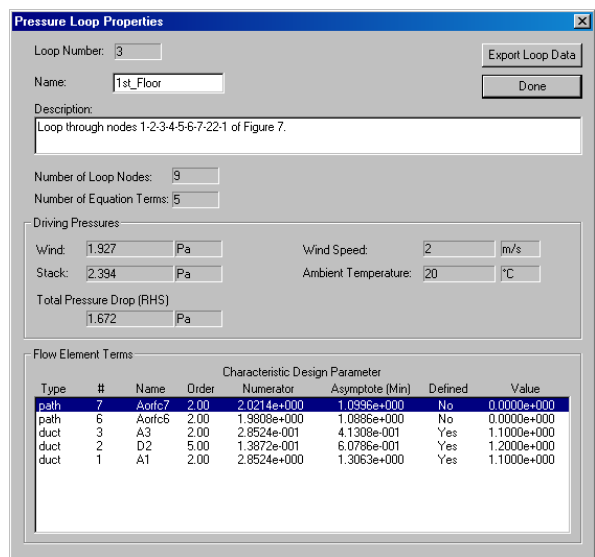 Pressure Loop Properties
Loop Number: 3
Export Loop Data
Name: 1st_Floor
Done
Description:
Loop through nodes 1-2-3-4-5-6-7-22-1 of Figure 7.
Number of Loop Nodes: 9
Number of Equation Terms: 5
Driving Pressures
Wind: 1.927 Pa Wind Speed: 2 m/s
Stack: 2.394 Pa Ambient Temperature: 20 °C
Total Pressure Drop (RHS)
1.672 Pa
Flow Element Terms
Characteristic Design Parameter
Type # Name Order Numerator Asymptote (Min) Defined Value
path 7 Aorfc7 2.00 2.0214e+000 1.0996e+000 No 0.0000e+000
path 6 Aorfc6 2.00 1.9808e+000 1.0886e+000 No 0.0000e+000
duct 3 A3 2.00 2.8524e-001 4.1308e-001 Yes 1.1000e+000
duct 2 D2 5.00 1.3872e-001 6.0786e-001 Yes 1.2000e+000
duct 1 A1 2.00 2.8524e+000 1.3063e+000 Yes 1.1000e+000